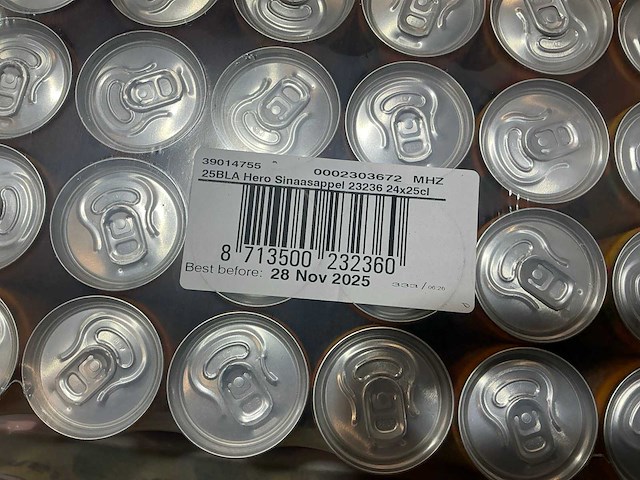 39014755 0002303672 MHZ
25BLA Hero Sinaasappel 23236 24x25cl
8 713500 232360
Best before: 28 Nov 2025